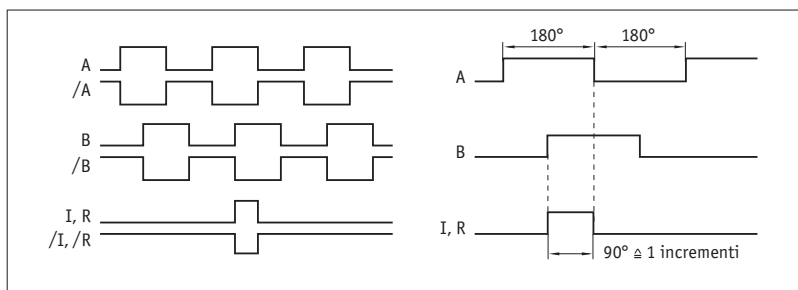 A
/A
B
/B
I, R
/I, /R
180° 180°
A
B
I, R
90° ≙ 1 incrementi